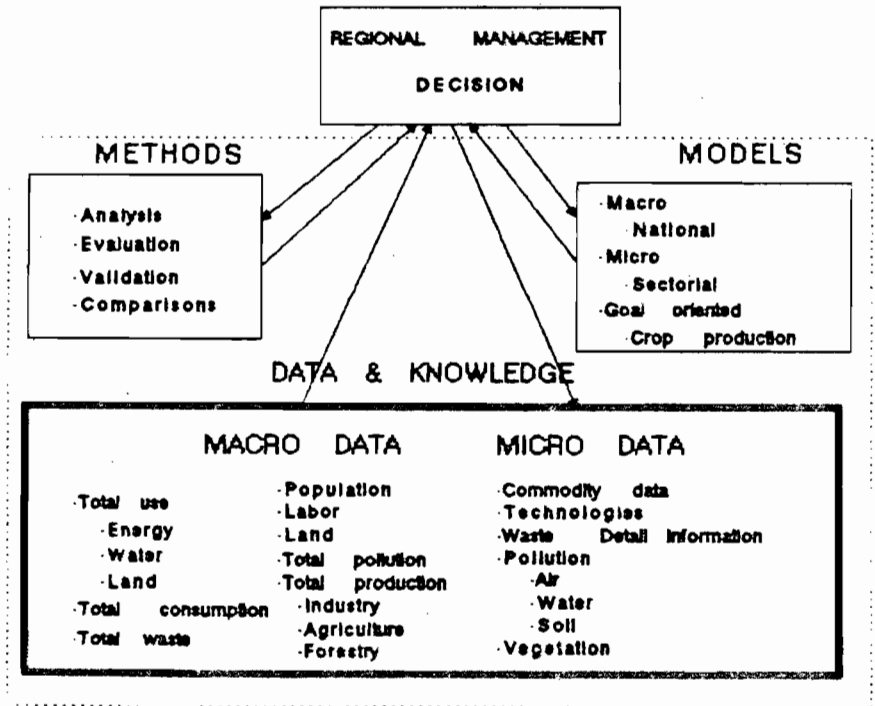 REGIONAL MANAGEMENT
DECISION
METHODS
·Analysis
·Evaluation
·Validation
·Comparisons
MODELS
·Macro
·National
·Micro
·Sectorial
·Goal oriented
·Crop production
DATA & KNOWLEDGE
MACRO DATA
·Total use
·Energy
·Water
·Land
·Total consumption
·Total waste
·Population
·Labor
·Land
·Total pollution
·Total production
·Industry
·Agriculture
·Forestry
MICRO DATA
·Commodity data
·Technologies
·Waste Detail Information
·Pollution
·Air
·Water
·Soil
·Vegetation